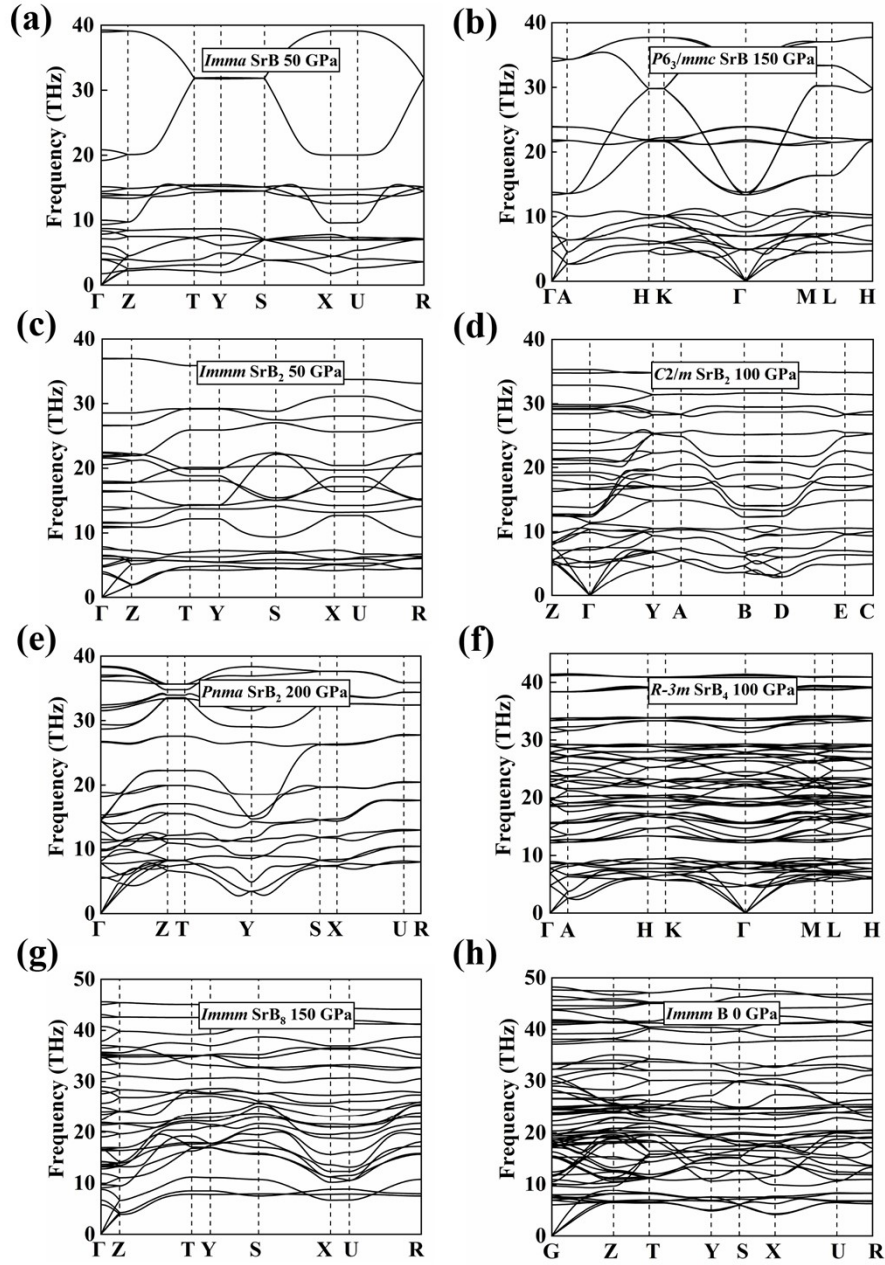 (a)
Imma SrB 50 GPa
Frequency (THz)
40
30
20
10
0
Γ Z T Y S X U R
(b)
P6₃/mmc SrB 150 GPa
Frequency (THz)
40
30
20
10
0
Γ A H K Γ M L H
(c)
Immm SrB₂ 50 GPa
Frequency (THz)
40
30
20
10
0
Γ Z T Y S X U R
(d)
C2/m SrB₂ 100 GPa
Frequency (THz)
40
30
20
10
0
Z Γ Y A B D E C
(e)
Pnma SrB₂ 200 GPa
Frequency (THz)
40
30
20
10
0
Γ Z T Y S X U R
(f)
R-3m SrB₄ 100 GPa
Frequency (THz)
40
30
20
10
0
Γ A H K Γ M L H
(g)
Immm SrB₈ 150 GPa
Frequency (THz)
50
40
30
20
10
0
Γ Z T Y S X U R
(h)
Immm B 0 GPa
Frequency (THz)
50
40
30
20
10
0
G Z T Y S X U R